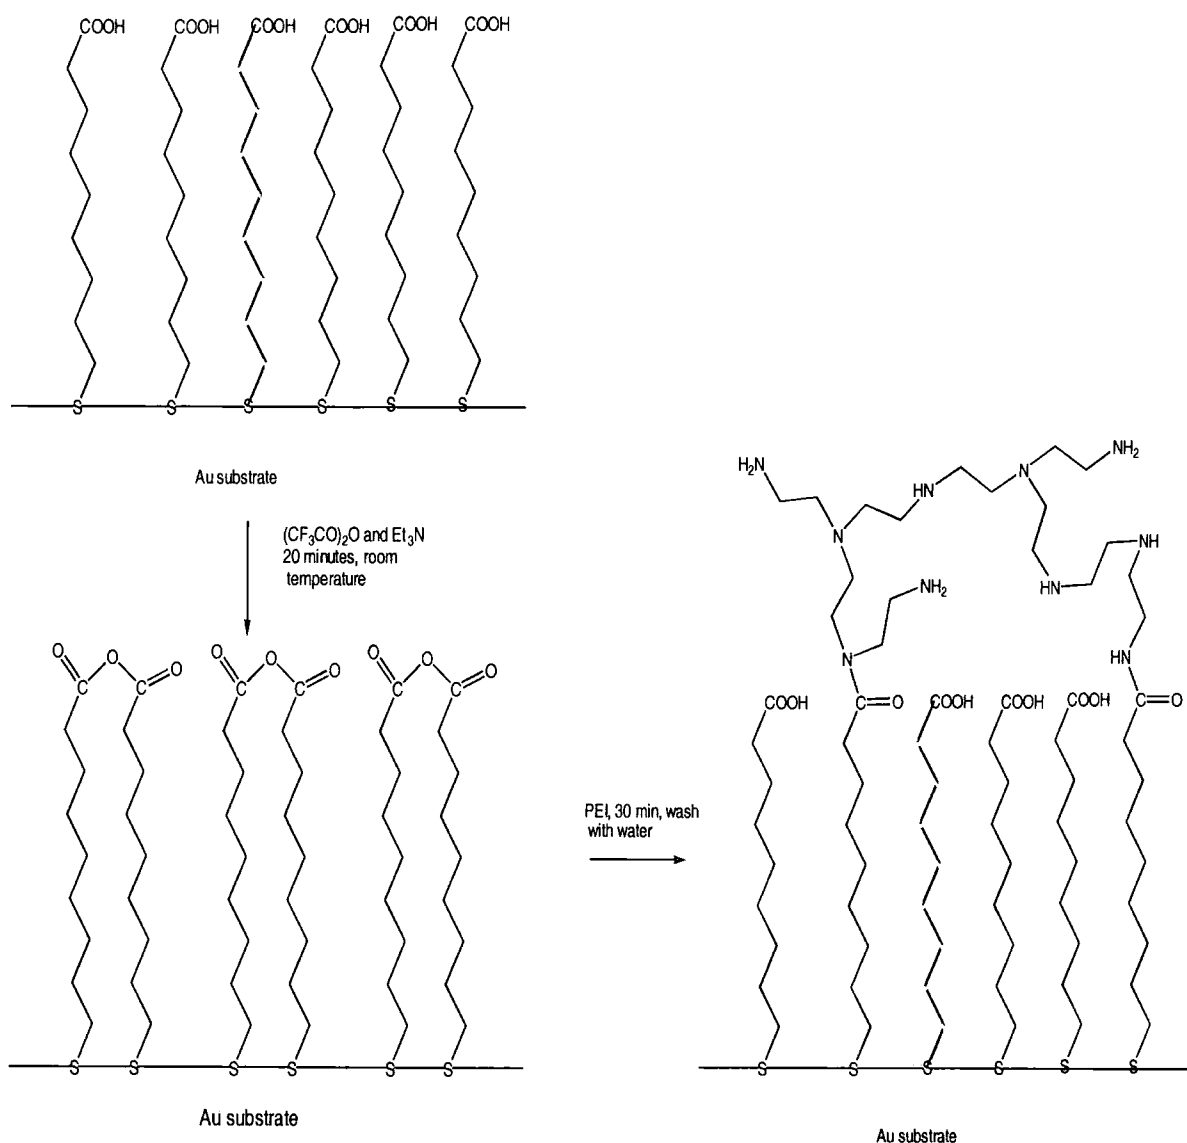 COOH COOH COOH COOH COOH COOH
S S S S S S
Au substrate
(CF₃CO)₂O and Et₃N
20 minutes, room
temperature
O O O O O O O O O
C C C C C C
S S S S S S
Au substrate
PEI, 30 min, wash
with water
H₂N NH₂
HN N
N NH
HN
NH₂
N HN
COOH C=O COOH COOH COOH C=O
S S S S S S
Au substrate